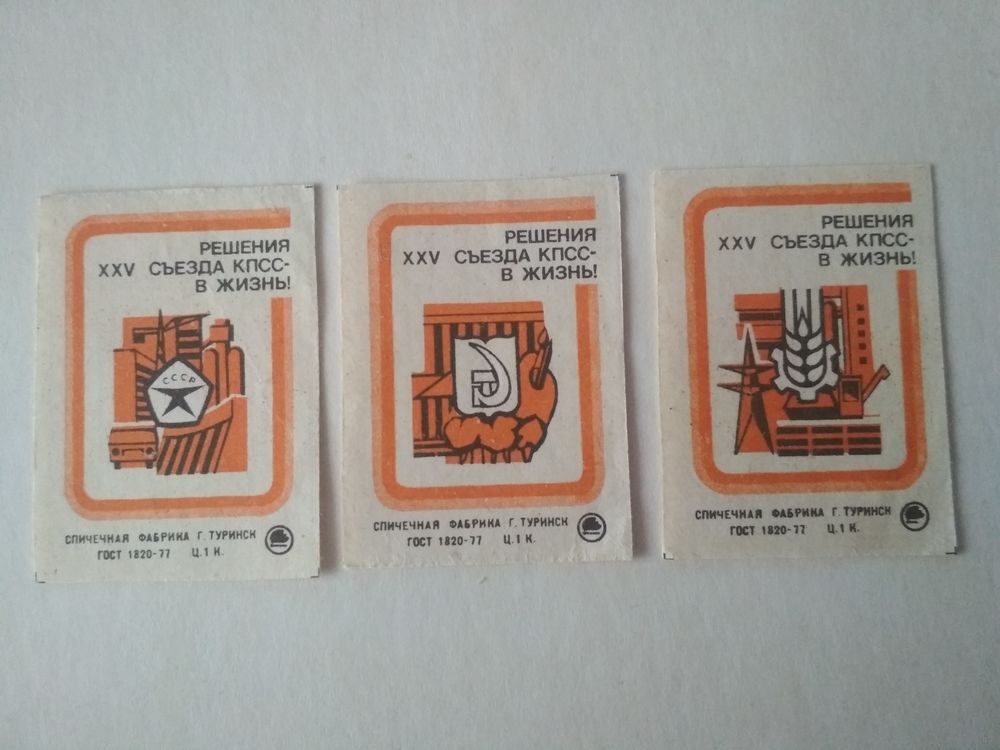 РЕШЕНИЯ
XXV СЪЕЗДА КПСС-
В ЖИЗНЬ!
СССР
СПИЧЕЧНАЯ ФАБРИКА Г. ТУРИНСК
ГОСТ 1820-77 Ц.1 К.
РЕШЕНИЯ
XXV СЪЕЗДА КПСС-
В ЖИЗНЬ!
СПИЧЕЧНАЯ ФАБРИКА Г. ТУРИНСК
ГОСТ 1820-77 Ц.1 К.
РЕШЕНИЯ
XXV СЪЕЗДА КПСС-
В ЖИЗНЬ!
СПИЧЕЧНАЯ ФАБРИКА Г. ТУРИНСК
ГОСТ 1820-77 Ц.1 К.